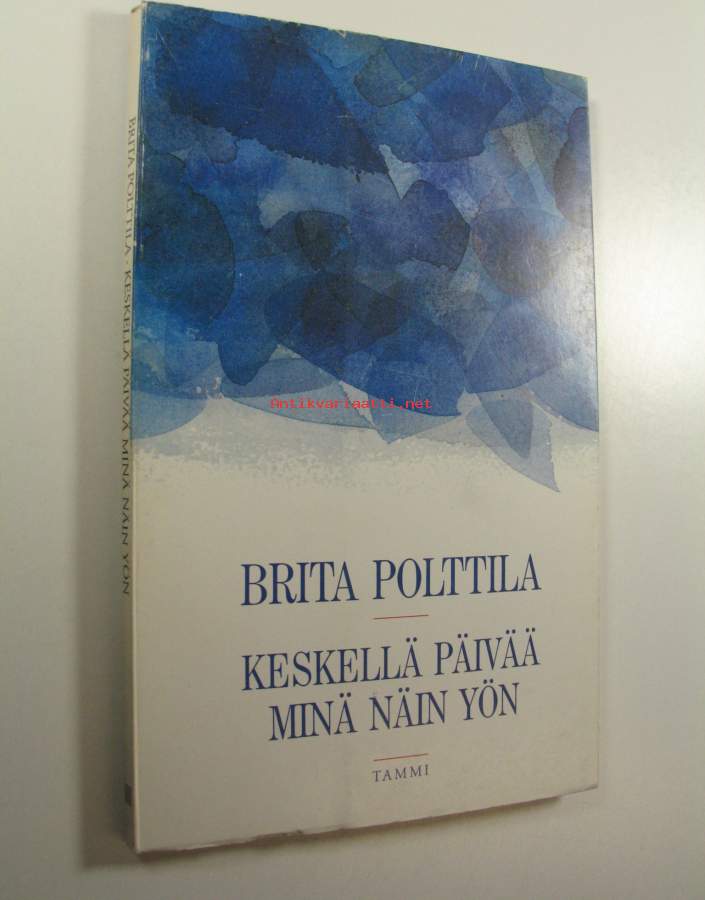 BRITA POLTTILA · KESKELLÄ PÄIVÄÄ MINÄ NÄIN YÖN
Antikvariaatti.net
BRITA POLTTILA
KESKELLÄ PÄIVÄÄ
MINÄ NÄIN YÖN
TAMMI